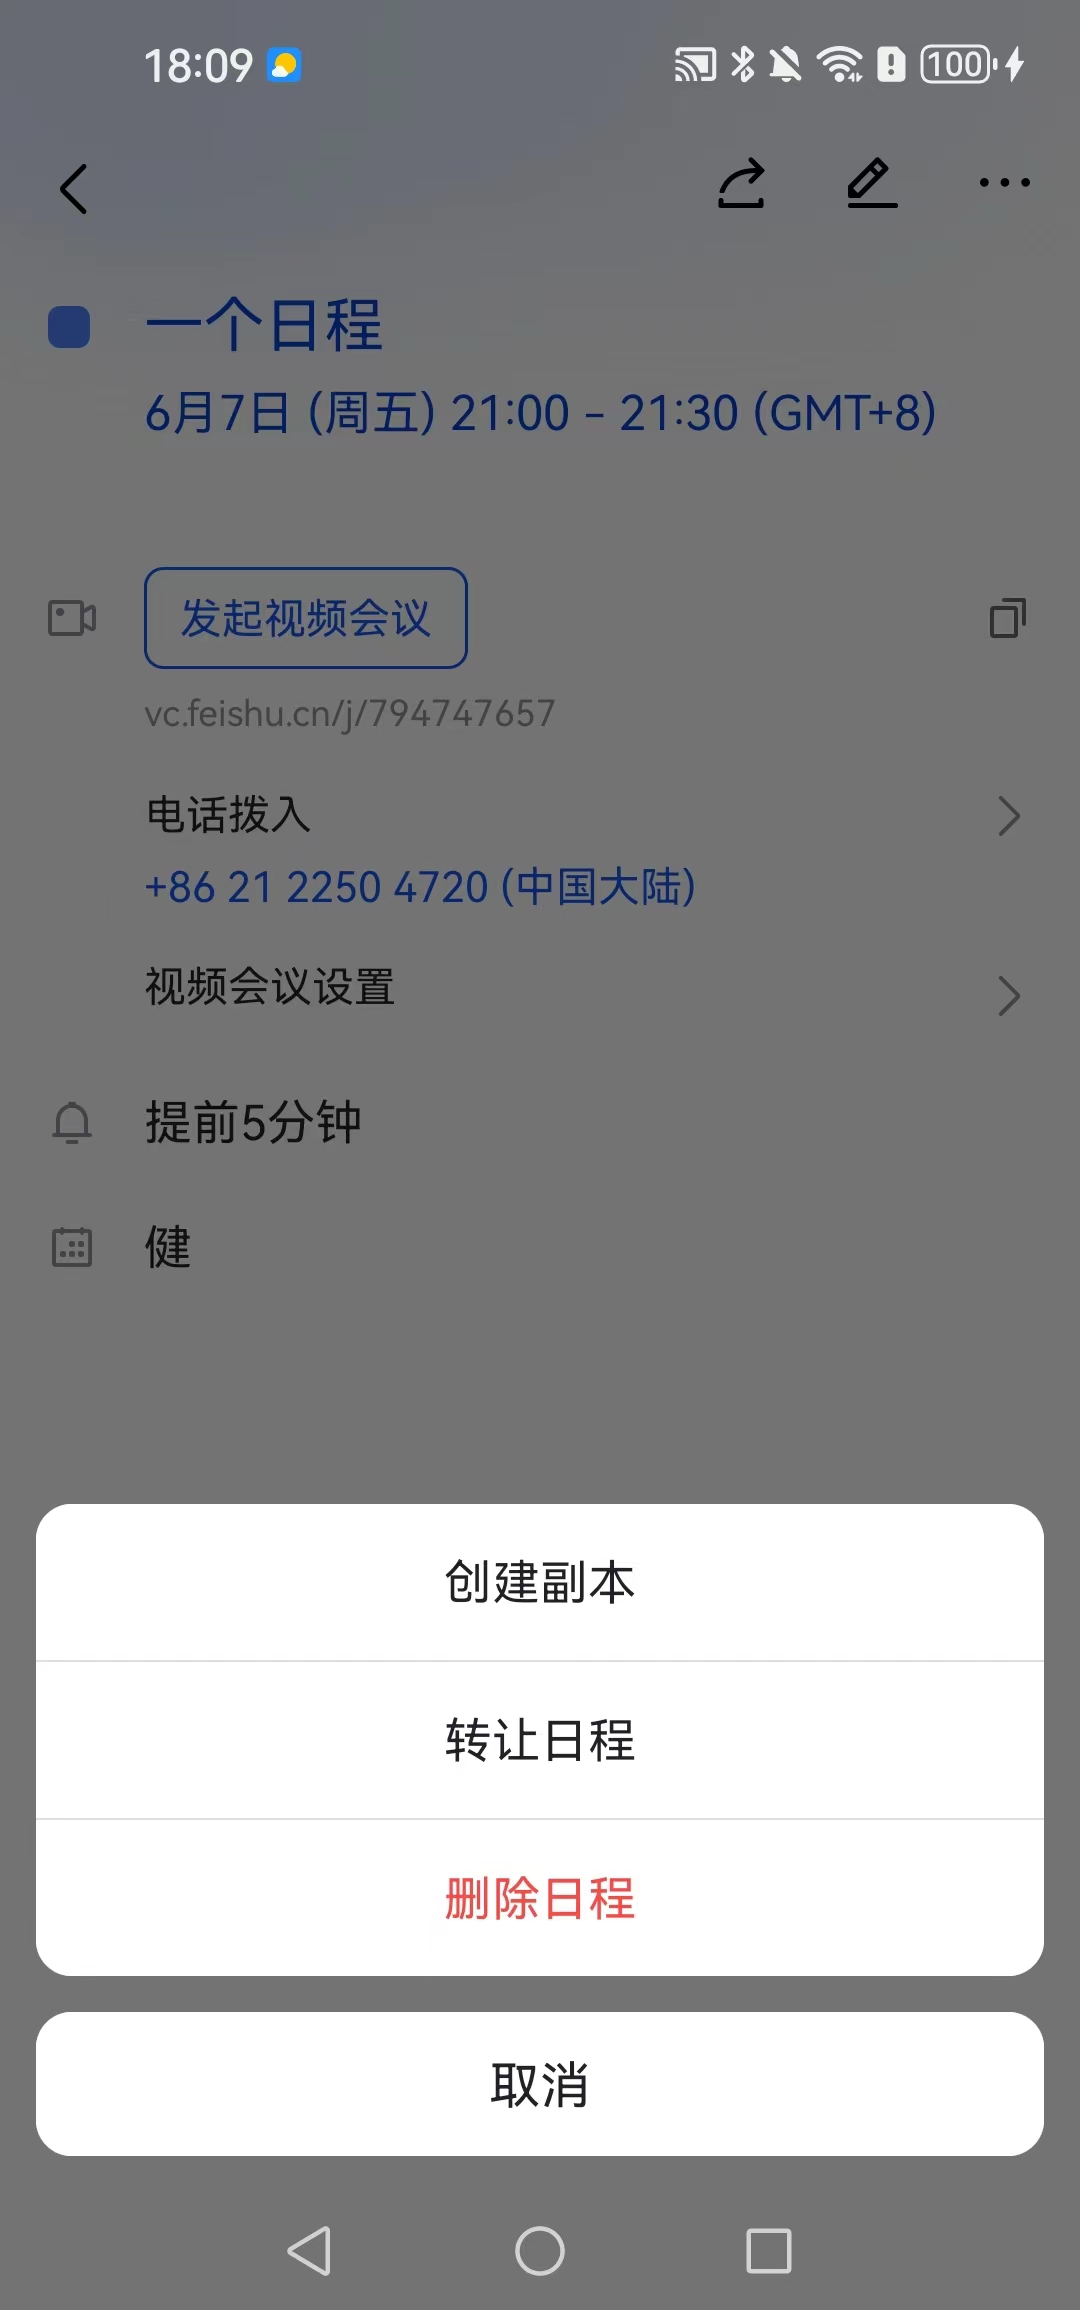 18:09
100
一个日程
6月7日 (周五) 21:00 – 21:30 (GMT+8)
发起视频会议
vc.feishu.cn/j/794747657
电话拨入
+86 21 2250 4720 (中国大陆)
视频会议设置
提前5分钟
健
创建副本
转让日程
删除日程
取消